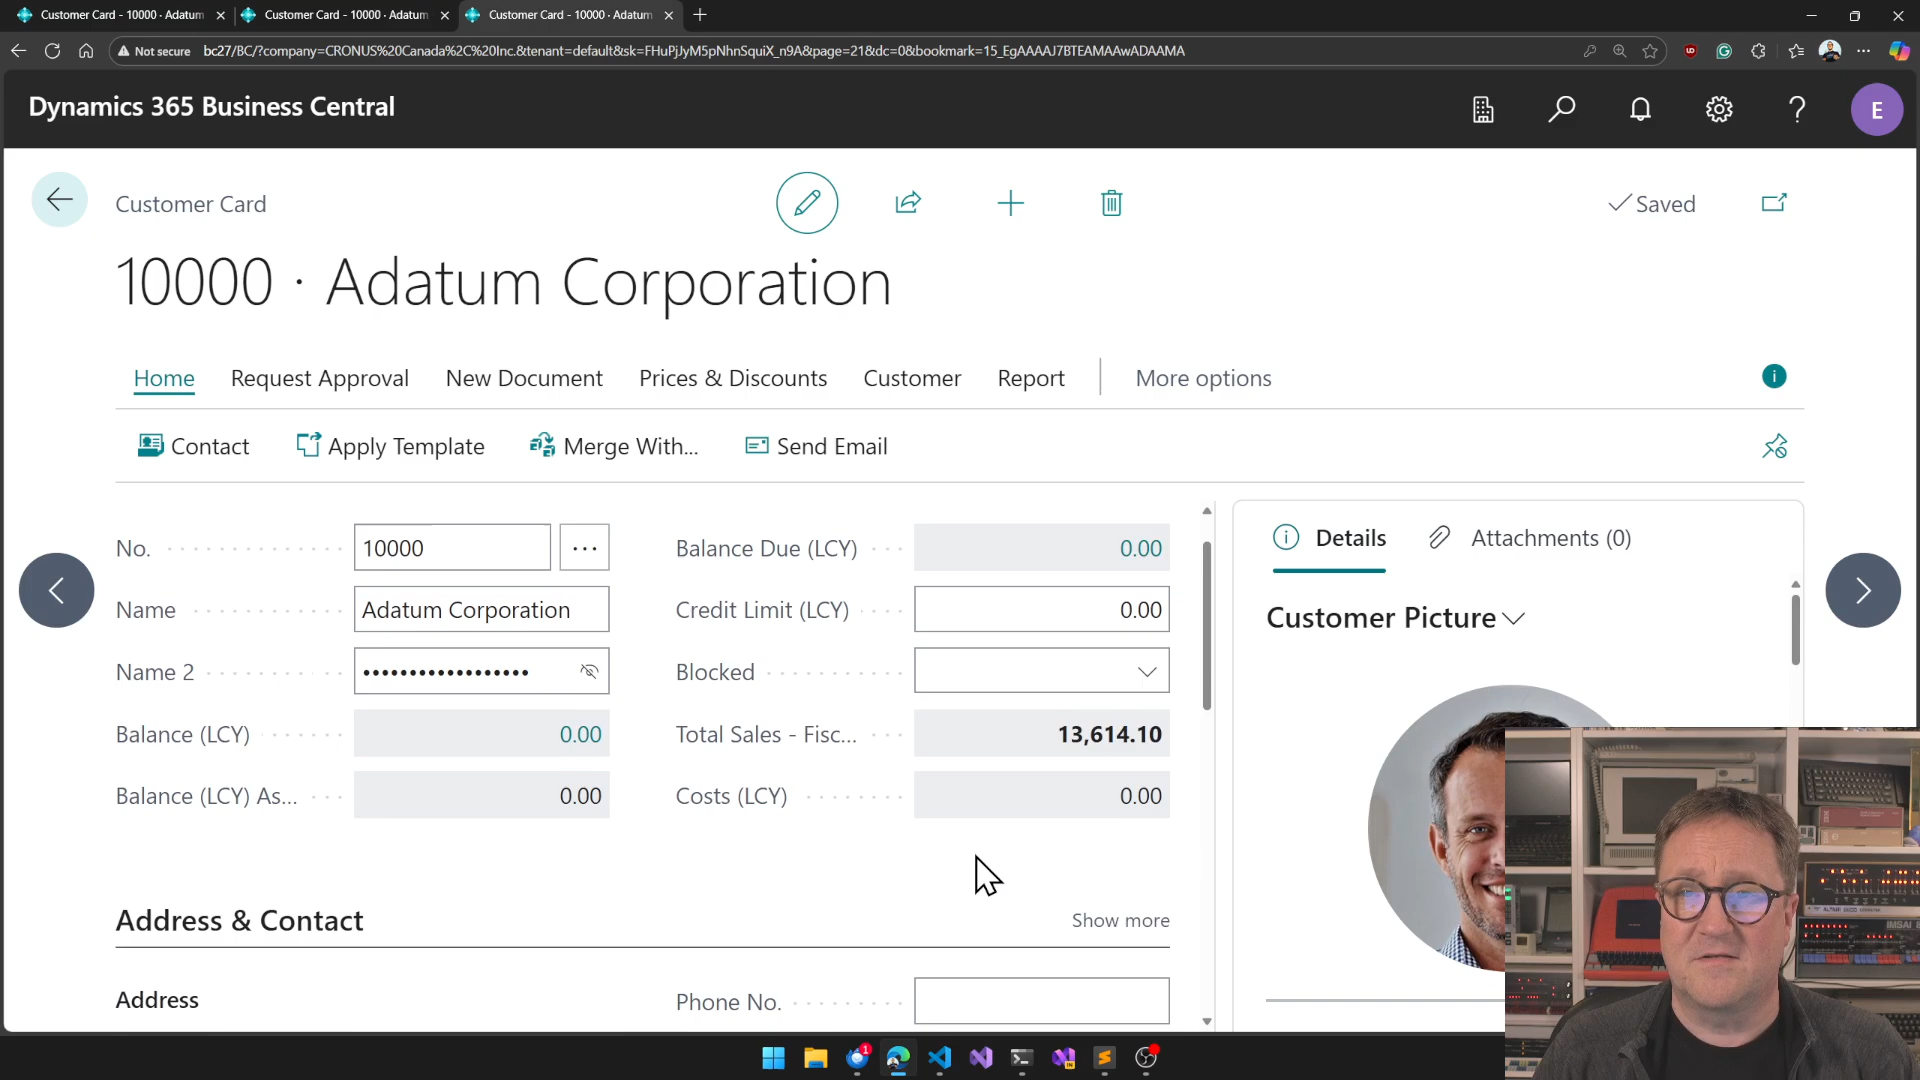 Customer Card - 10000 · Adatum
Customer Card - 10000 · Adatum
Customer Card - 10000 · Adatum
Not secure
bc27/BC/?company=CRONUS%20Canada%2C%20Inc.&tenant=default&sk=FHuPjJyM5pNhnSquiX_n9A&page=21&dc=0&bookmark=15_EgAAAAJ7BTEAMAAwADAAMA
Dynamics 365 Business Central
E
Customer Card
Saved
10000 · Adatum Corporation
Home
Request Approval
New Document
Prices & Discounts
Customer
Report
More options
Contact
Apply Template
Merge With...
Send Email
No.
10000
Name
Adatum Corporation
Name 2
••••••••••••••••••
Balance (LCY)
0.00
Balance (LCY) As...
0.00
Balance Due (LCY)
0.00
Credit Limit (LCY)
0.00
Blocked
Total Sales - Fisc...
13,614.10
Costs (LCY)
0.00
Details
Attachments (0)
Customer Picture
Address & Contact
Show more
Address
Phone No.
1